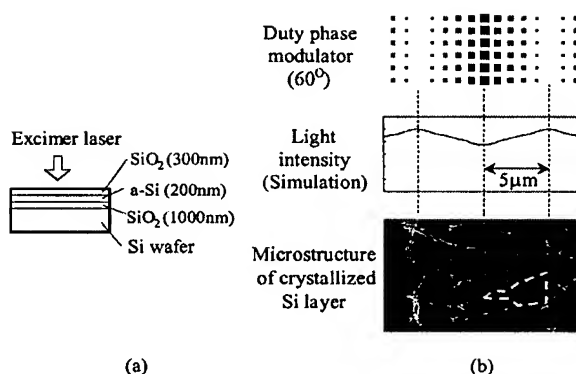 Excimer laser
SiO2 (300nm)
a-Si (200nm)
SiO2 (1000nm)
Si wafer
(a)
Duty phase
modulator
(60O)
Light
intensity
(Simulation)
5μm
Microstructure
of crystallized
Si layer
(b)